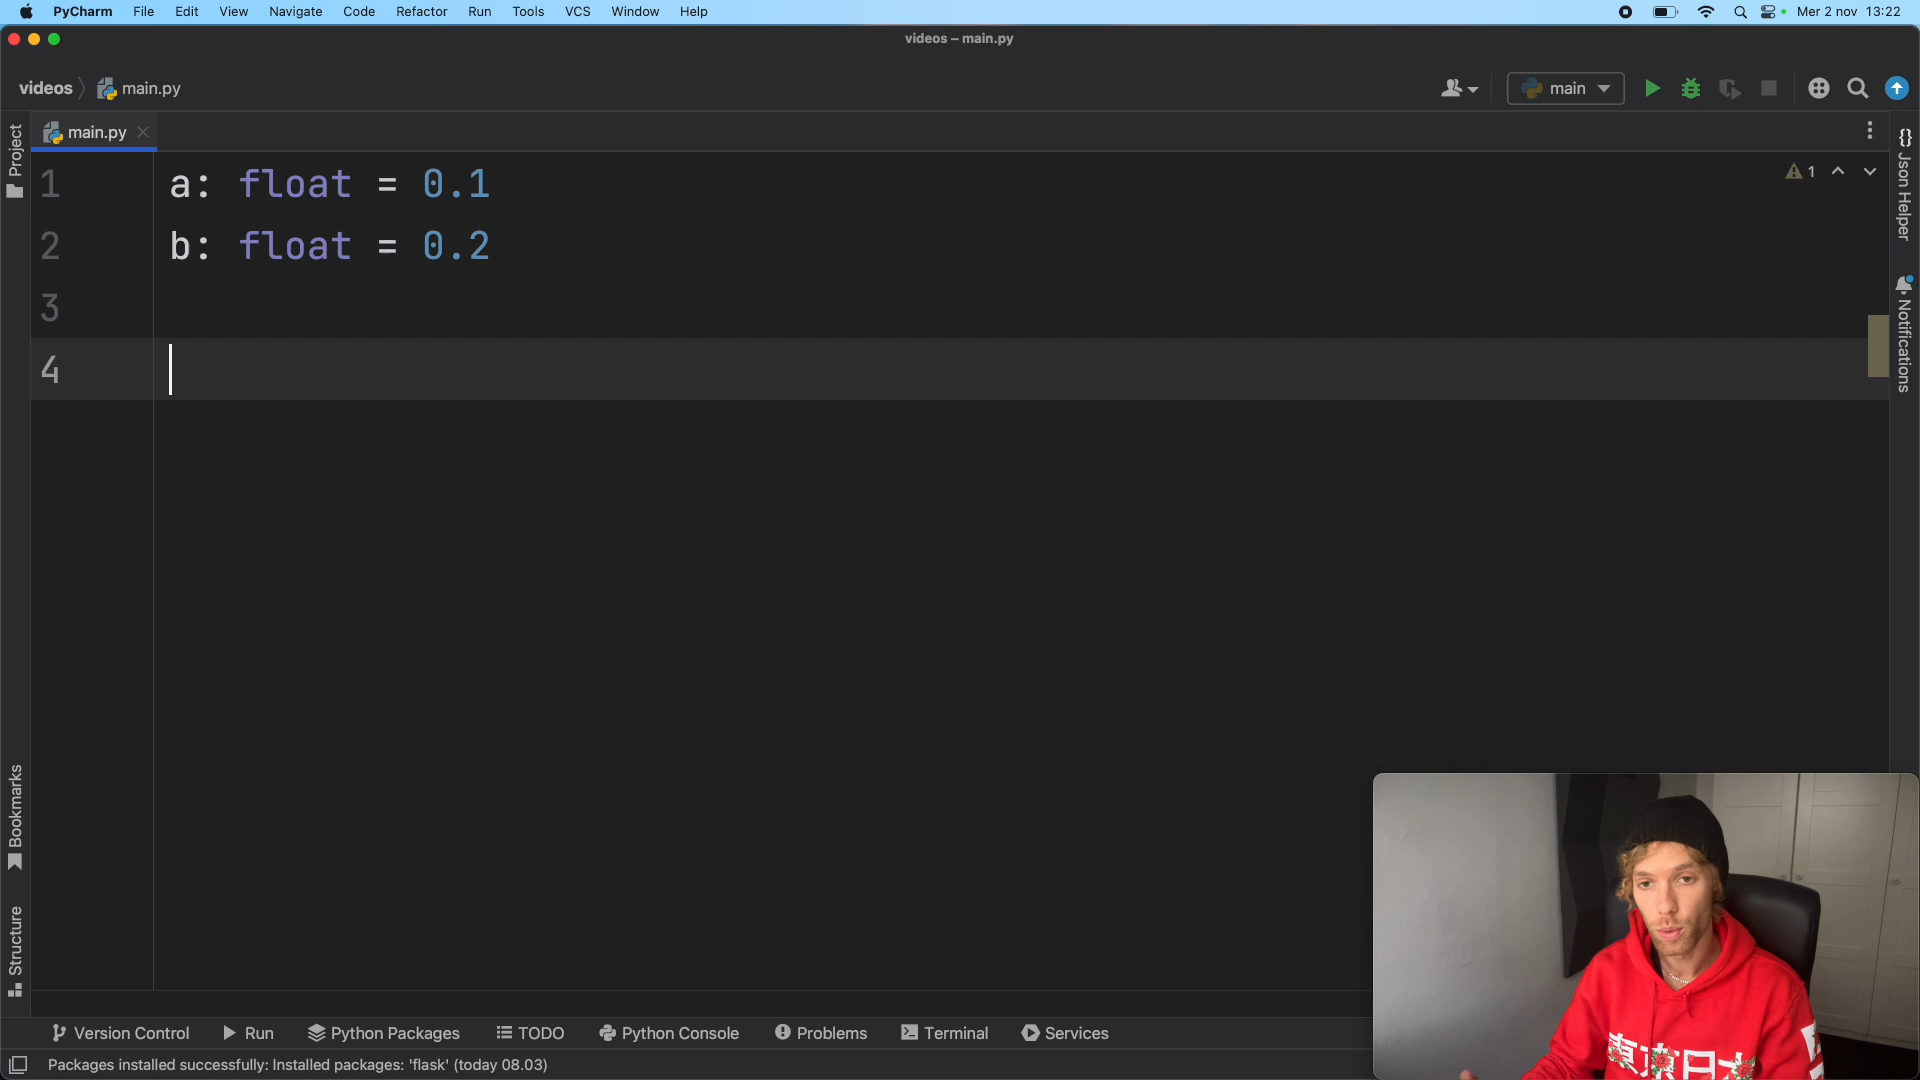 PyCharm File Edit View Navigate Code Refactor Run Tools VCS Window Help Mer 2 nov 13:22
videos – main.py
videos main.py main
main.py
Project
1 a: float = 0.1
2 b: float = 0.2
3
4
1
{} Json Helper
Notifications
Bookmarks
Structure
Version Control Run Python Packages TODO Python Console Problems Terminal Services
Packages installed successfully: Installed packages: 'flask' (today 08.03)